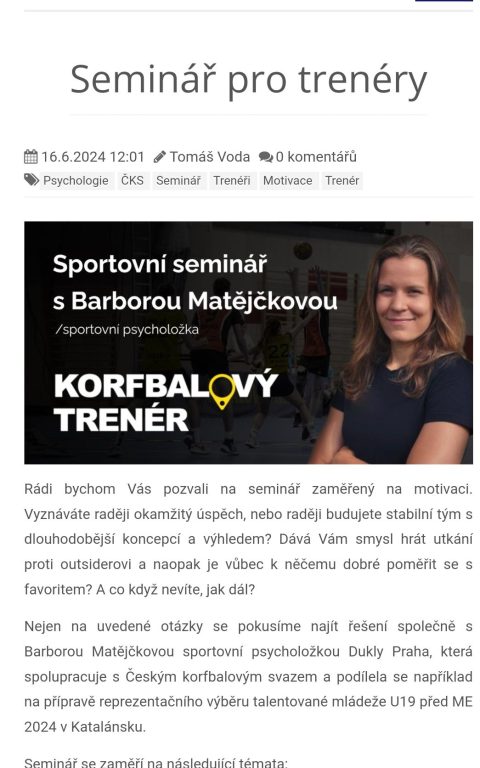 Seminář pro trenéry
16.6.2024 12:01 Tomáš Voda 0 komentářů
Psychologie ČKS Seminář Trenéři Motivace Trenér
Sportovní seminář
s Barborou Matějčkovou
/sportovní psycholožka
KORFBALOVÝ
TRENÉR
Rádi bychom Vás pozvali na seminář zaměřený na motivaci.
Vyznáváte raději okamžitý úspěch, nebo raději budujete stabilní tým s
dlouhodobější koncepcí a výhledem? Dává Vám smysl hrát utkání
proti outsiderovi a naopak je vůbec k něčemu dobré poměřit se s
favoritem? A co když nevíte, jak dál?
Nejen na uvedené otázky se pokusíme najít řešení společně s
Barborou Matějčkovou sportovní psycholožkou Dukly Praha, která
spolupracuje s Českým korfbalovým svazem a podílela se například
na přípravě reprezentačního výběru talentované mládeže U19 před ME
2024 v Katalánsku.
Seminář se zaměří na následující témata: